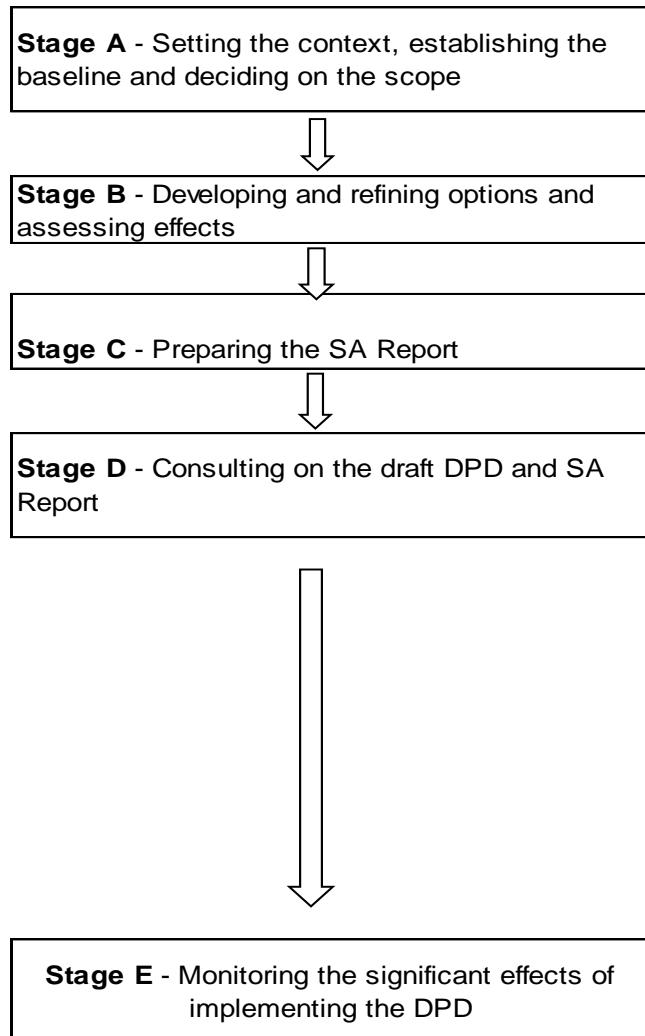 Stage A - Setting the context, establishing the
baseline and deciding on the scope
Stage B - Developing and refining options and
assessing effects
Stage C - Preparing the SA Report
Stage D - Consulting on the draft DPD and SA
Report
Stage E - Monitoring the significant effects of
implementing the DPD